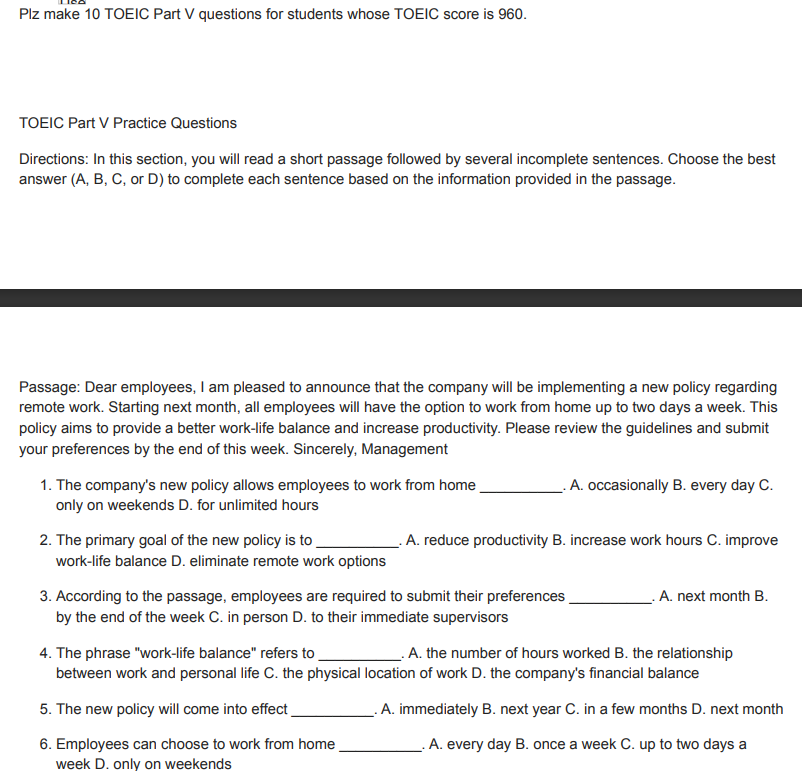 Plz make 10 TOEIC Part V questions for students whose TOEIC score is 960.
TOEIC Part V Practice Questions
Directions: In this section, you will read a short passage followed by several incomplete sentences. Choose the best
answer (A, B, C, or D) to complete each sentence based on the information provided in the passage.
Passage: Dear employees, I am pleased to announce that the company will be implementing a new policy regarding
remote work. Starting next month, all employees will have the option to work from home up to two days a week. This
policy aims to provide a better work-life balance and increase productivity. Please review the guidelines and submit
your preferences by the end of this week. Sincerely, Management
1. The company's new policy allows employees to work from home ___________. A. occasionally B. every day C.
only on weekends D. for unlimited hours
2. The primary goal of the new policy is to ___________. A. reduce productivity B. increase work hours C. improve
work-life balance D. eliminate remote work options
3. According to the passage, employees are required to submit their preferences ___________. A. next month B.
by the end of the week C. in person D. to their immediate supervisors
4. The phrase "work-life balance" refers to ___________. A. the number of hours worked B. the relationship
between work and personal life C. the physical location of work D. the company's financial balance
5. The new policy will come into effect ___________. A. immediately B. next year C. in a few months D. next month
6. Employees can choose to work from home ___________. A. every day B. once a week C. up to two days a
week D. only on weekends